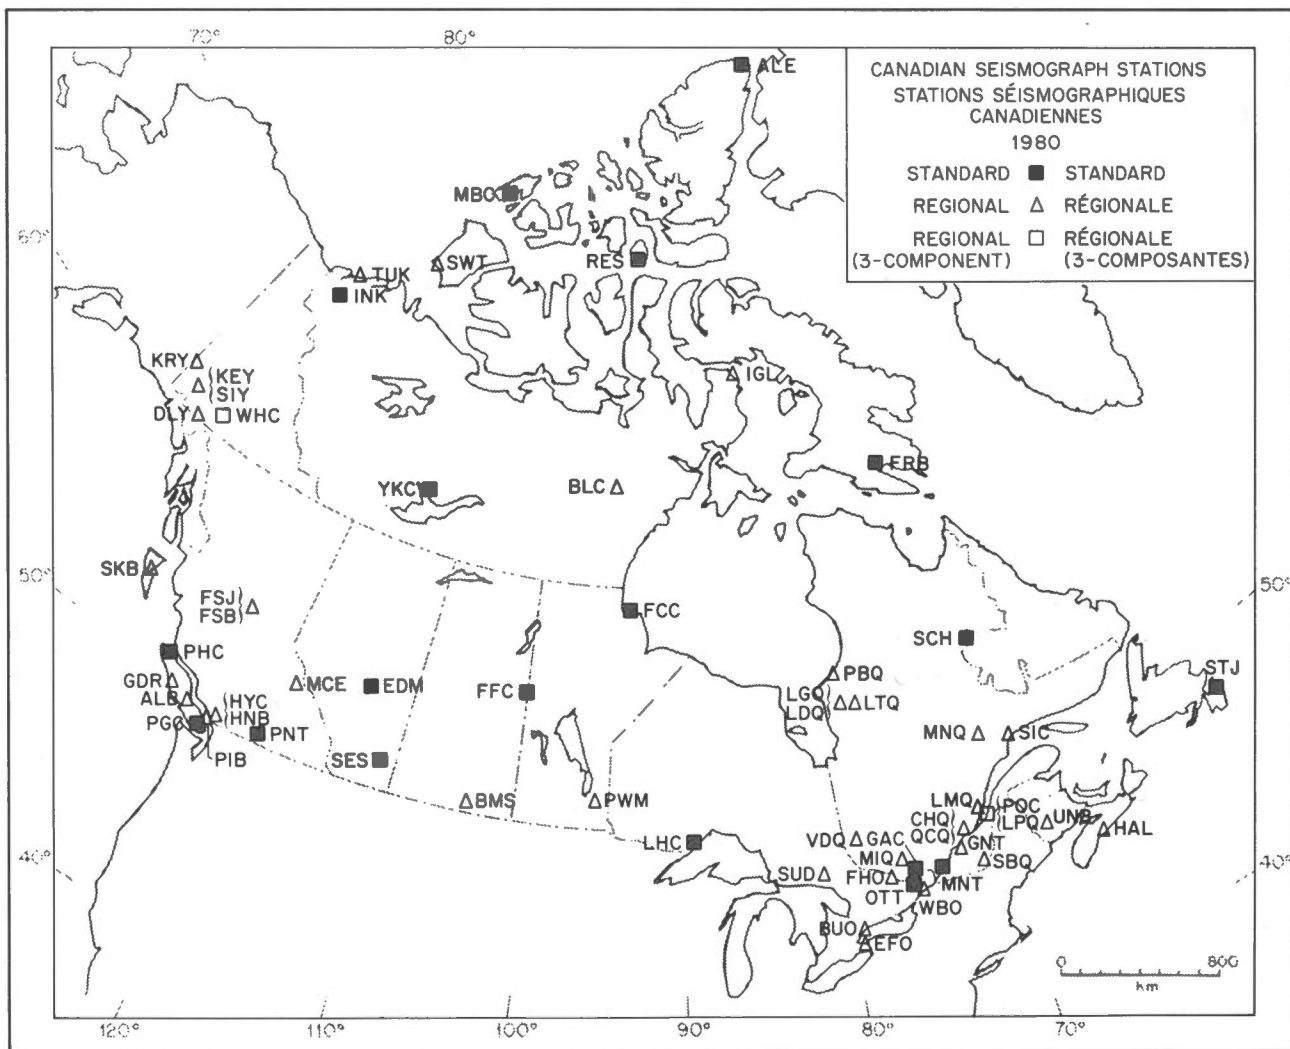 70°
80°
ALE
CANADIAN SEISMOGRAPH STATIONS
STATIONS SÉISMOGRAPHIQUES
CANADIENNES
1980
STANDARD STANDARD
REGIONAL RÉGIONALE
REGIONAL RÉGIONALE
(3-COMPONENT) (3-COMPOSANTES)
MBC
60°
RES
SWT
TUK
INK
KRY
KEY
SIY
DLY
WHC
IGL
FRB
YKC
BLC
SKB
50°
50°
FSJ
FSB
FCC
SCH
PHC
PBQ
STJ
GDR
MCE
EDM
FFC
LGQ
LTQ
LDQ
ALB
HYC
HNB
PGC
PNT
MNQ
SIC
PIB
SES
BMS
PWM
LMQ
POC
LPQ
UNB
HAL
CHQ
QCQ
LHC
VDQ
GAC
GNT
MIQ
SBQ
40°
40°
SUD
FHO
MNT
OTT
WBO
BUO
EFO
0
800
km
120°
110°
100°
90°
80°
70°